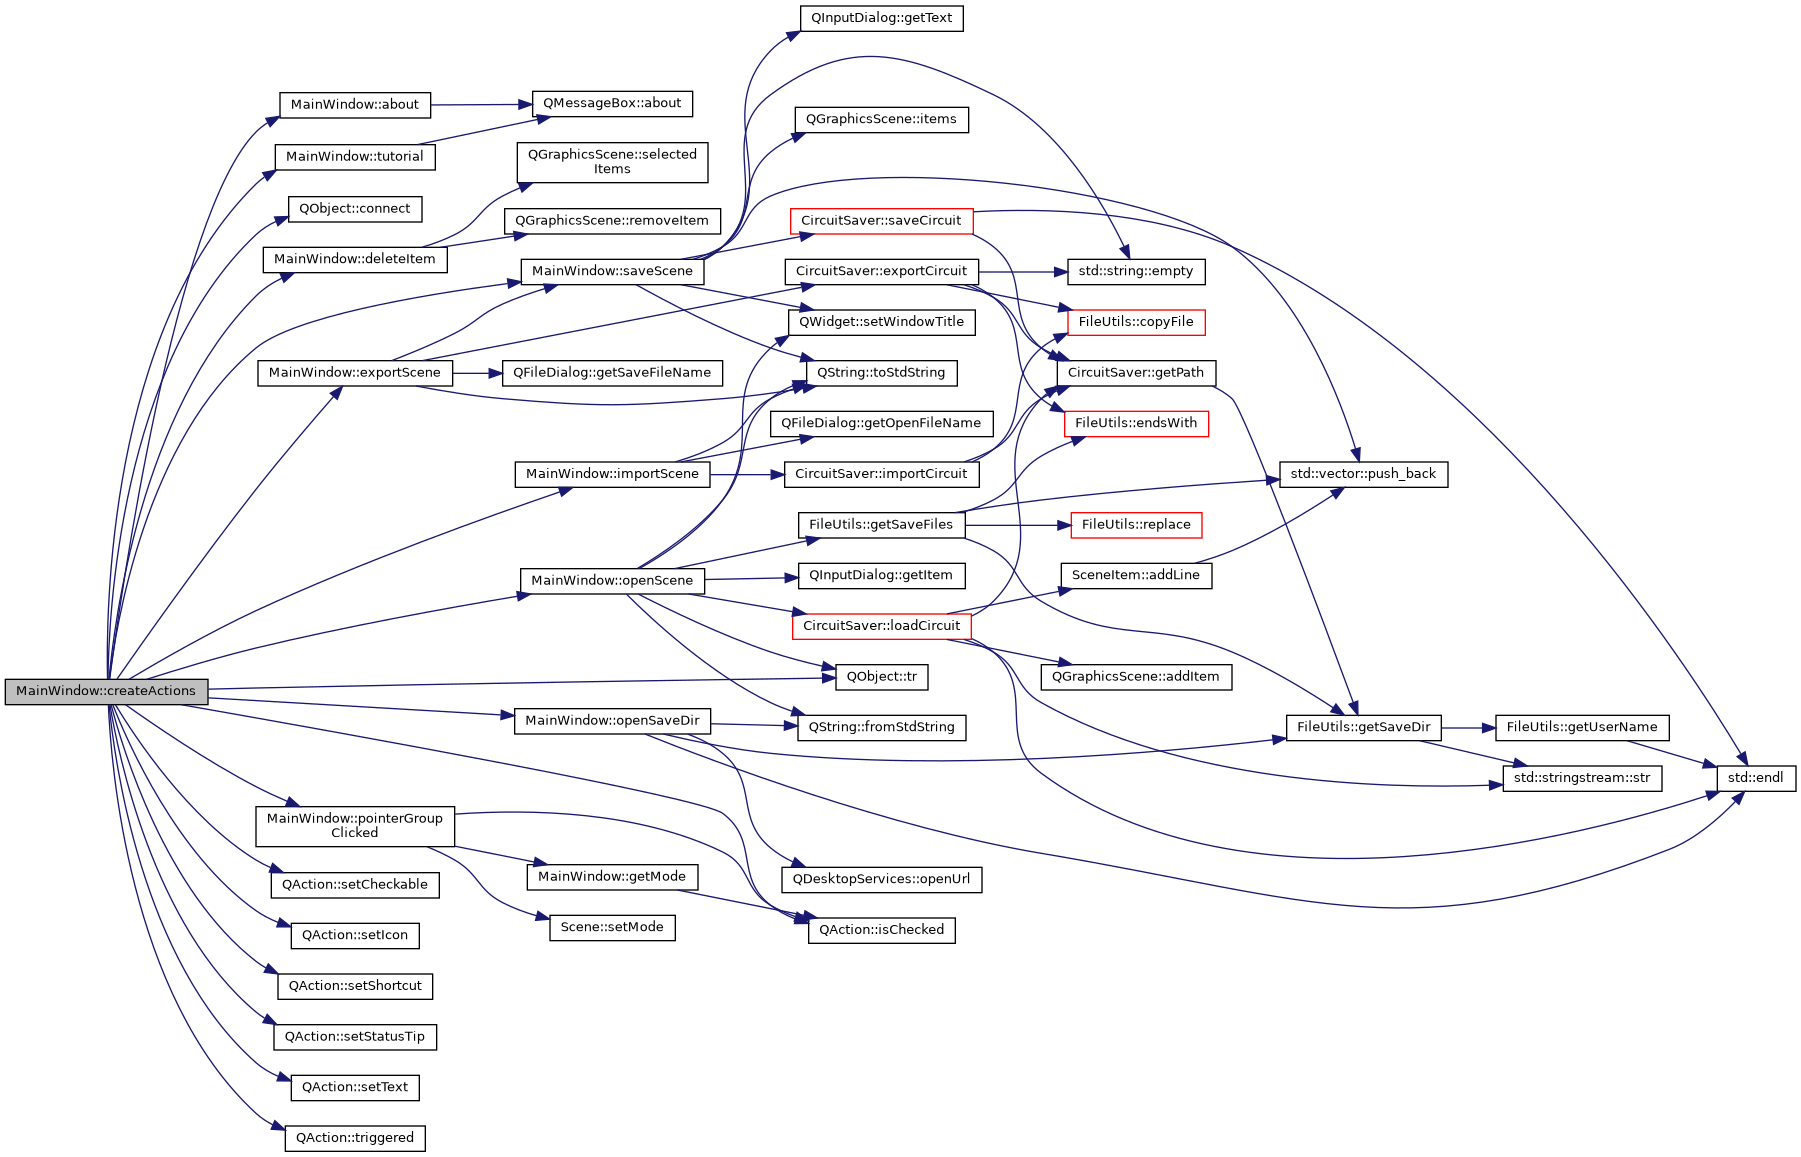 QInputDialog::getText
MainWindow::about
QMessageBox::about
QGraphicsScene::items
MainWindow::tutorial
QGraphicsScene::selected
Items
QObject::connect
QGraphicsScene::removeItem
CircuitSaver::saveCircuit
MainWindow::deleteItem
MainWindow::saveScene
CircuitSaver::exportCircuit
std::string::empty
QWidget::setWindowTitle
FileUtils::copyFile
MainWindow::exportScene
QFileDialog::getSaveFileName
QString::toStdString
CircuitSaver::getPath
QFileDialog::getOpenFileName
FileUtils::endsWith
MainWindow::importScene
CircuitSaver::importCircuit
std::vector::push_back
FileUtils::getSaveFiles
FileUtils::replace
MainWindow::openScene
QInputDialog::getItem
SceneItem::addLine
CircuitSaver::loadCircuit
QObject::tr
QGraphicsScene::addItem
MainWindow::createActions
MainWindow::openSaveDir
QString::fromStdString
FileUtils::getSaveDir
FileUtils::getUserName
std::stringstream::str
std::endl
MainWindow::pointerGroup
Clicked
QAction::setCheckable
MainWindow::getMode
QDesktopServices::openUrl
QAction::setIcon
Scene::setMode
QAction::isChecked
QAction::setShortcut
QAction::setStatusTip
QAction::setText
QAction::triggered